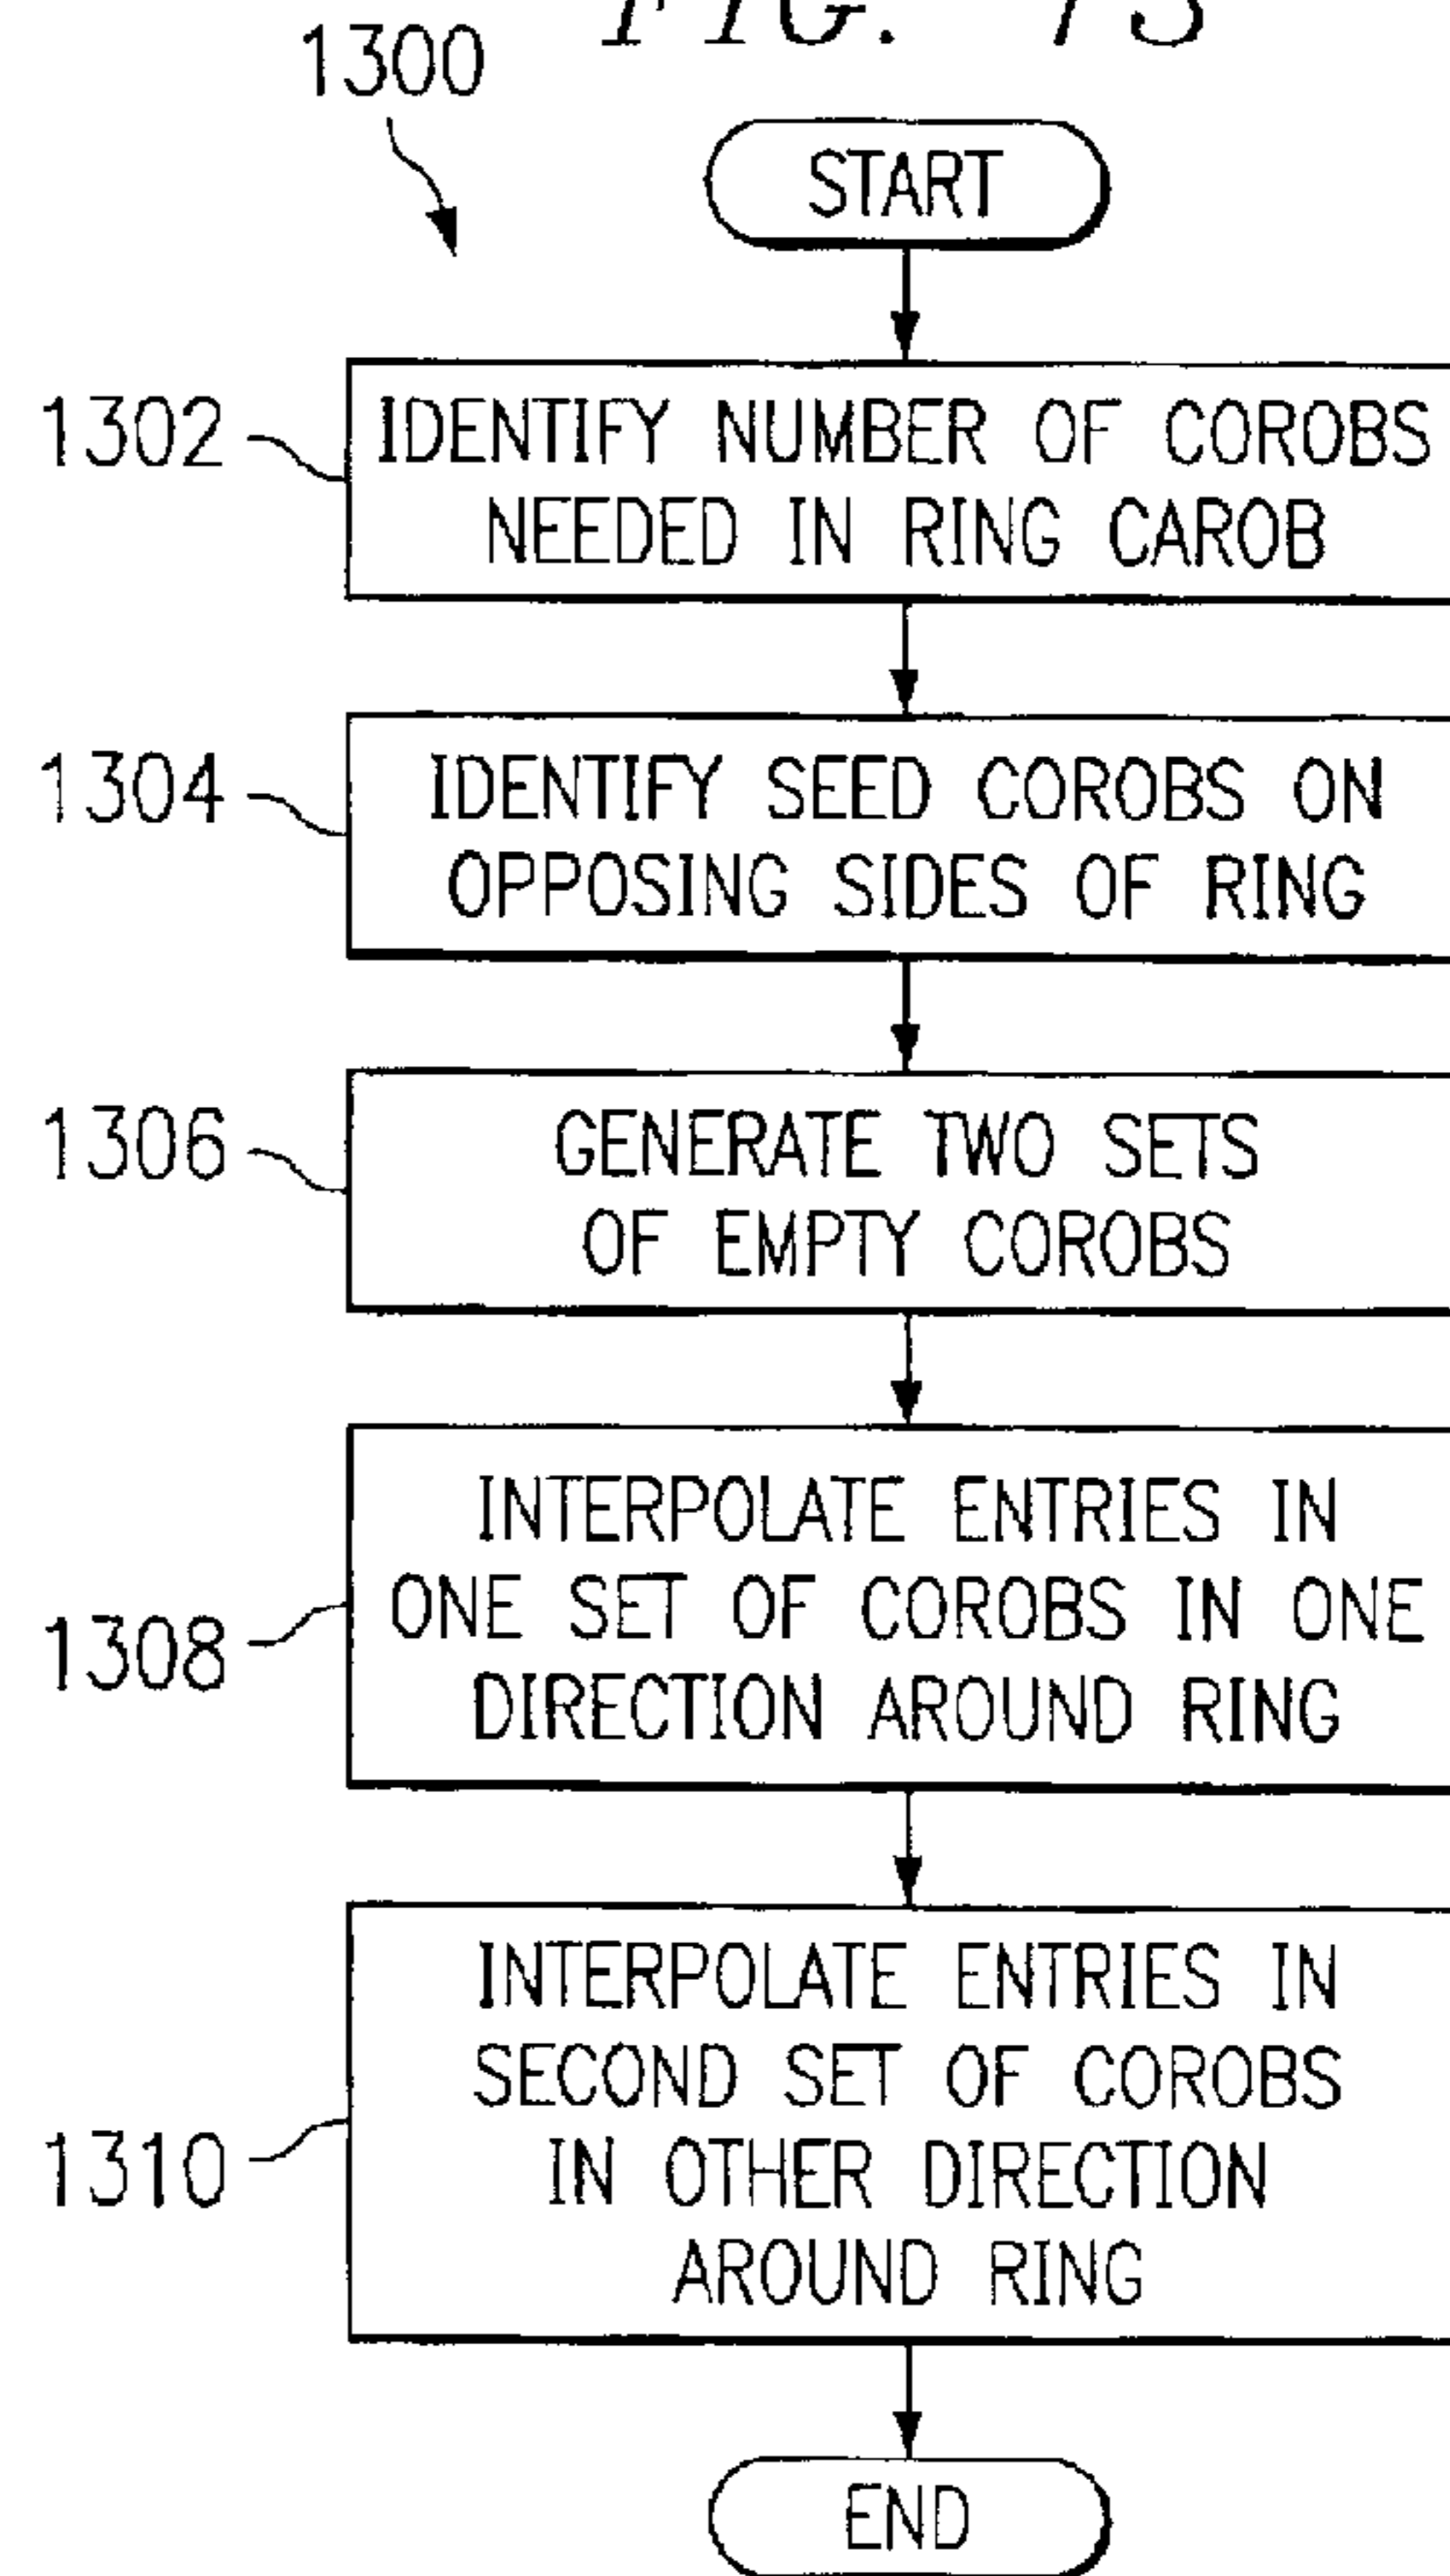 FIG. 13
1300
START
1302
IDENTIFY NUMBER OF COROBS
NEEDED IN RING CAROB
1304
IDENTIFY SEED COROBS ON
OPPOSING SIDES OF RING
1306
GENERATE TWO SETS
OF EMPTY COROBS
1308
INTERPOLATE ENTRIES IN
ONE SET OF COROBS IN ONE
DIRECTION AROUND RING
1310
INTERPOLATE ENTRIES IN
SECOND SET OF COROBS
IN OTHER DIRECTION
AROUND RING
END